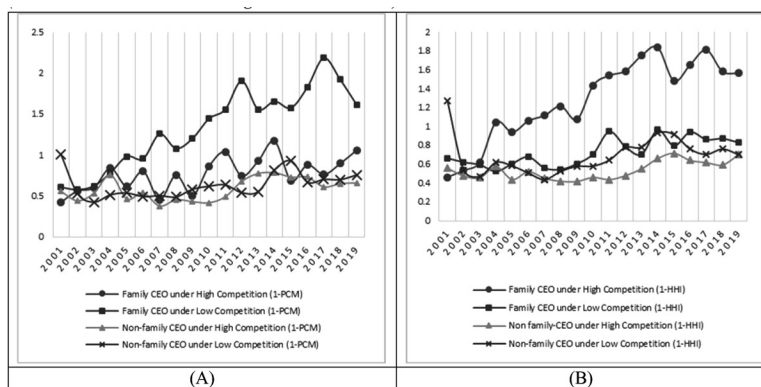 2.5
2
1.5
1
0.5
0
2001 2002 2003 2004 2005 2006 2007 2008 2009 2010 2011 2012 2013 2014 2015 2016 2017 2018 2019
Family CEO under High Competition (1-PCM)
Family CEO under Low Competition (1-PCM)
Non-family CEO under High Competition (1-PCM)
Non-family CEO under Low Competition (1-PCM)
(A)
2
1.8
1.6
1.4
1.2
1
0.8
0.6
0.4
0.2
0
2001 2002 2003 2004 2005 2006 2007 2008 2009 2010 2011 2012 2013 2014 2015 2016 2017 2018 2019
Family CEO under High Competition (1-HHI)
Family CEO under Low Competition (1-HHI)
Non family-CEO under High Competition (1-HHI)
Non-family CEO under Low Competition (1-HHI)
(B)